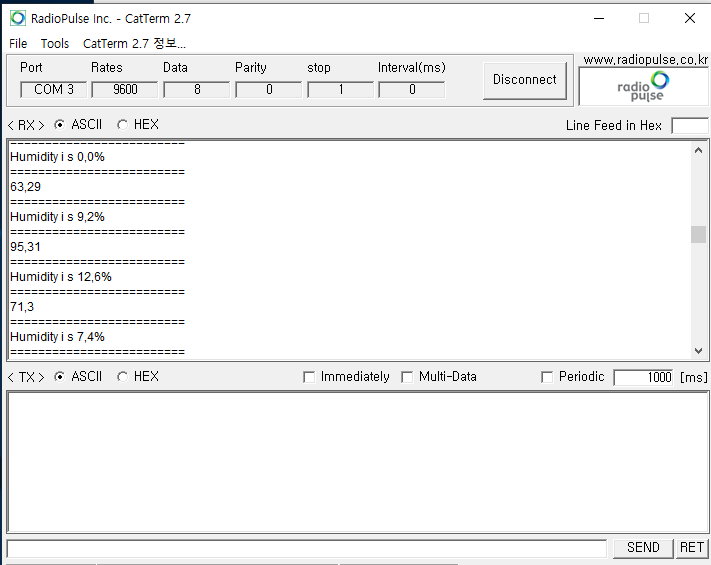 RadioPulse Inc. - CatTerm 2.7
File Tools CatTerm 2.7 정보...
Port Rates Data Parity stop Interval(ms)
COM 3 9600 8 0 1 0
Disconnect
www.radiopulse.co.kr
radio
pulse
< RX > ASCII HEX Line Feed in Hex
=========================
Humidity i s 0,0%
=========================
63,29
=========================
Humidity i s 9,2%
=========================
95,31
=========================
Humidity i s 12,6%
=========================
71,3
=========================
Humidity i s 7,4%
=========================
< TX > ASCII HEX Immediately Multi-Data Periodic 1000 [ms]
SEND RET